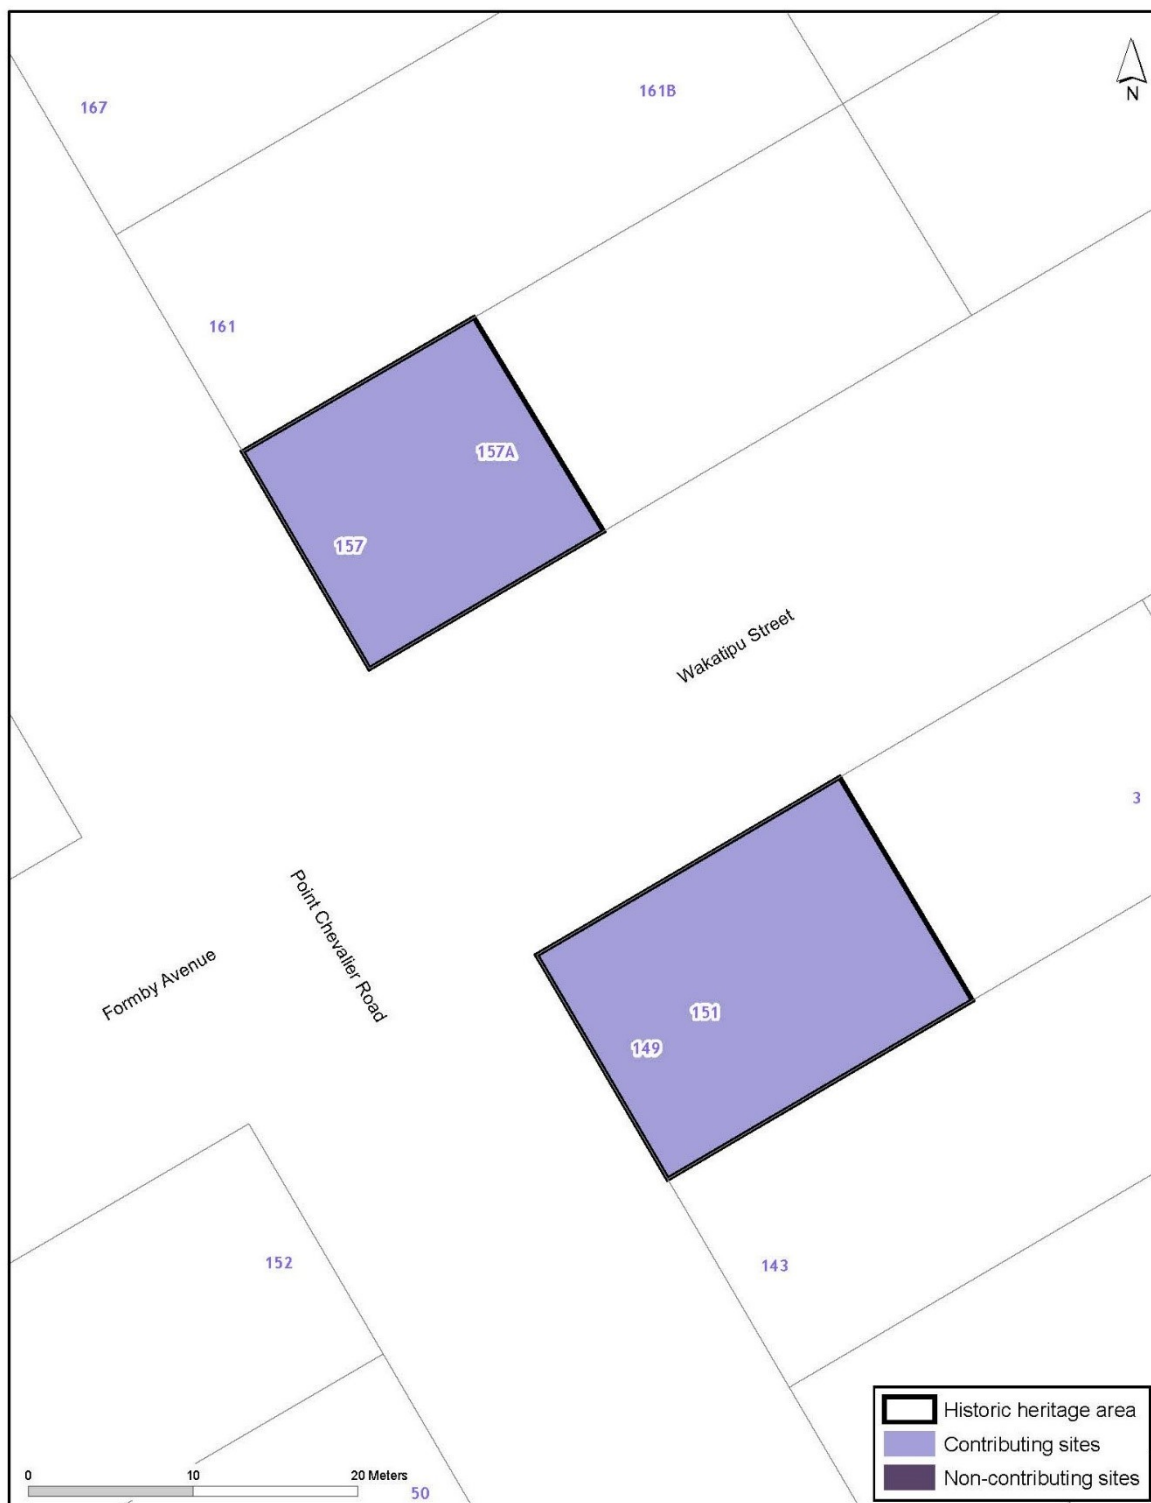 167
161B
N
161
157A
157
Wakatipu Street
3
Point Chevalier Road
Formby Avenue
151
149
152
143
Historic heritage area
Contributing sites
Non-contributing sites
0 10 20 Meters
50